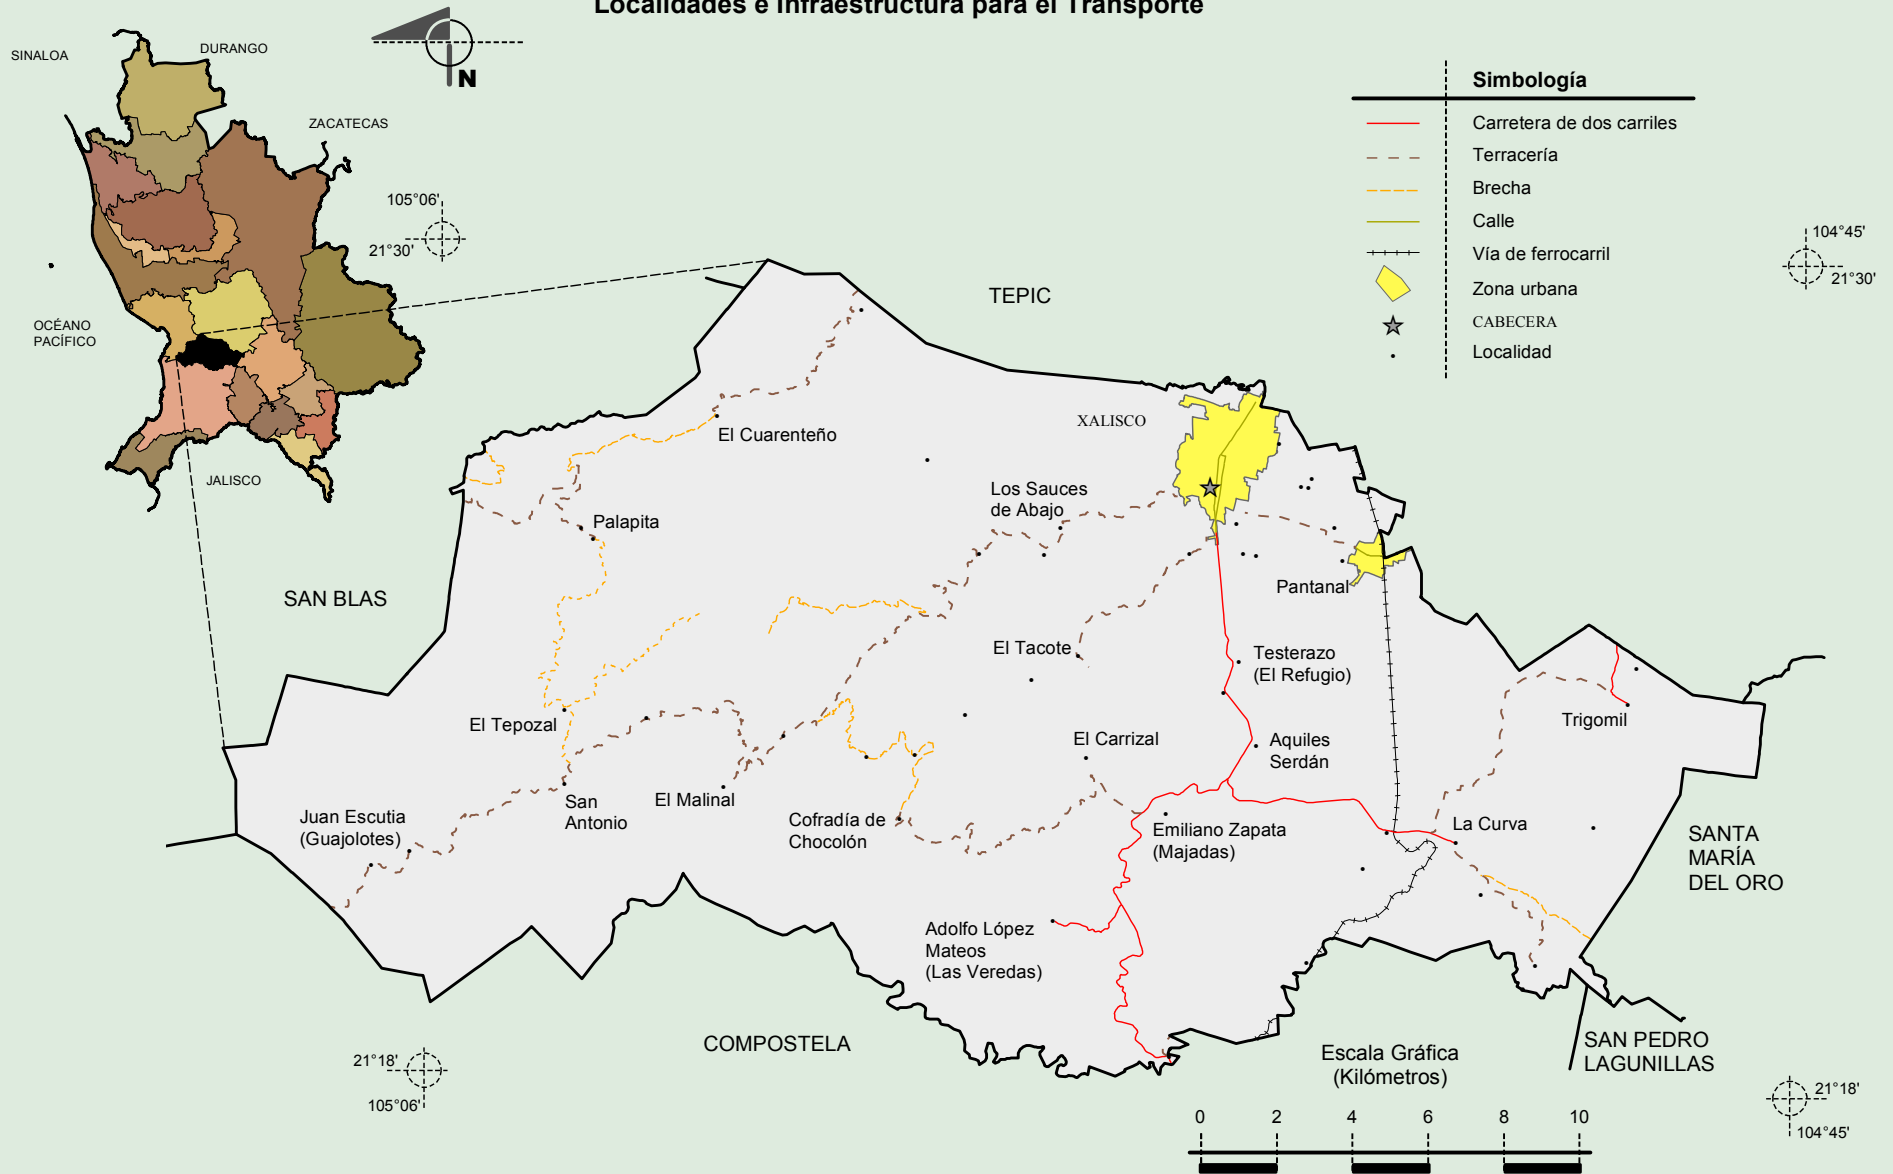 Localidades e Infraestructura para el Transporte
SINALOA
DURANGO
ZACATECAS
OCÉANO
PACÍFICO
JALISCO
N
105°06'
21°30'
Simbología
Carretera de dos carriles
Terracería
Brecha
Calle
Vía de ferrocarril
Zona urbana
CABECERA
Localidad
104°45'
21°30'
TEPIC
XALISCO
El Cuarenteño
Los Sauces
de Abajo
Palapita
Pantanal
SAN BLAS
El Tacote
Testerazo
(El Refugio)
El Tepozal
Trigomil
El Carrizal
Aquiles
Serdán
San
Antonio
El Malinal
Juan Escutia
(Guajolotes)
Cofradía de
Chocolón
Emiliano Zapata
(Majadas)
La Curva
SANTA
MARÍA
DEL ORO
Adolfo López
Mateos
(Las Veredas)
COMPOSTELA
SAN PEDRO
LAGUNILLAS
21°18'
105°06'
Escala Gráfica
(Kilómetros)
0 2 4 6 8 10
21°18'
104°45'